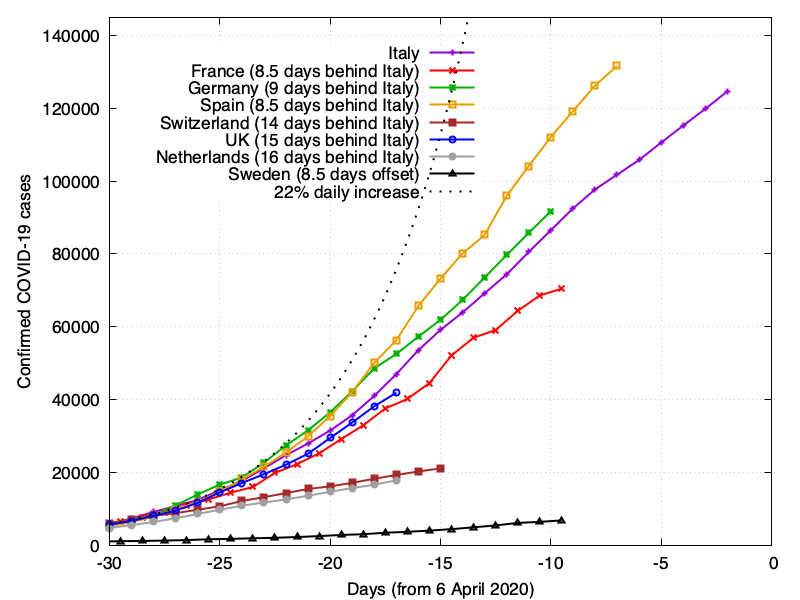 140000
120000
100000
80000
60000
40000
20000
0
Confirmed COVID-19 cases
Italy
France (8.5 days behind Italy)
Germany (9 days behind Italy)
Spain (8.5 days behind Italy)
Switzerland (14 days behind Italy)
UK (15 days behind Italy)
Netherlands (16 days behind Italy)
Sweden (8.5 days offset)
22% daily increase
-30 -25 -20 -15 -10 -5 0
Days (from 6 April 2020)